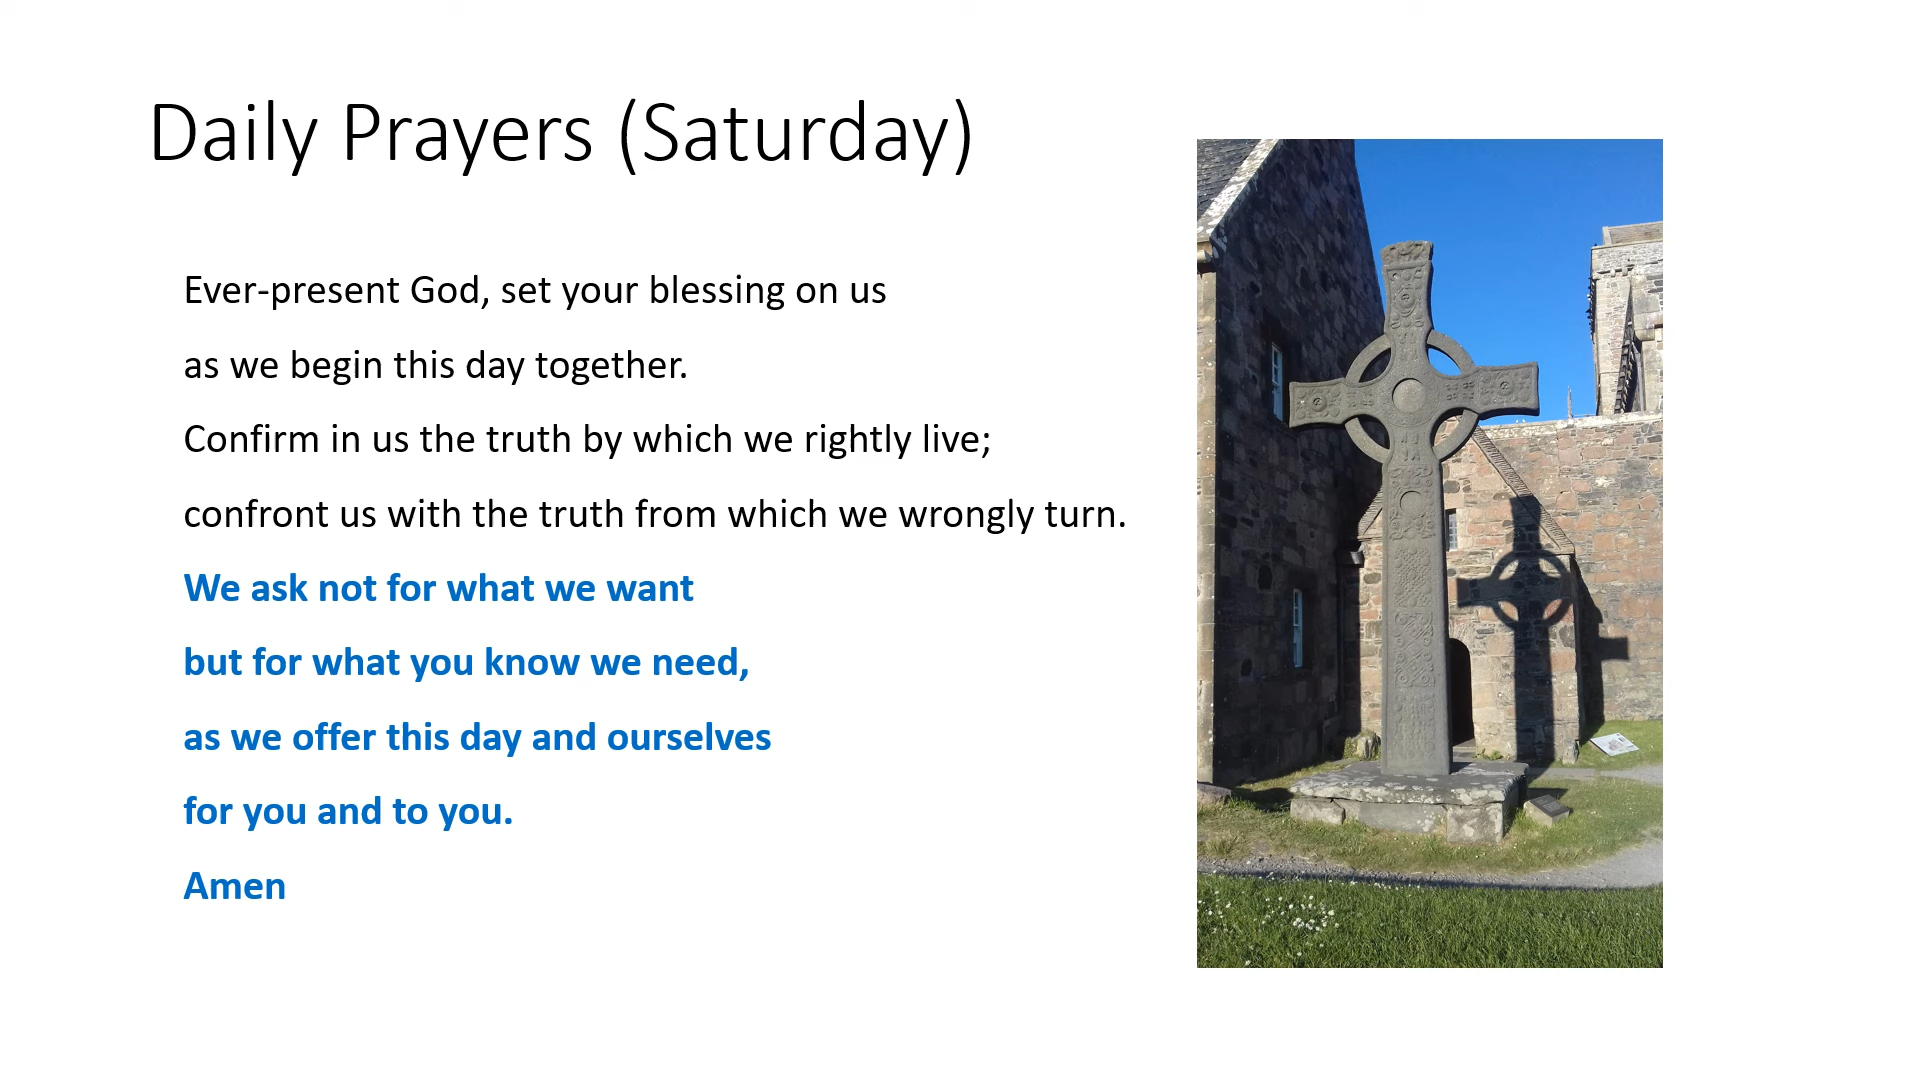 Daily Prayers (Saturday)
Ever-present God, set your blessing on us
as we begin this day together.
Confirm in us the truth by which we rightly live;
confront us with the truth from which we wrongly turn.
We ask not for what we want
but for what you know we need,
as we offer this day and ourselves
for you and to you.
Amen